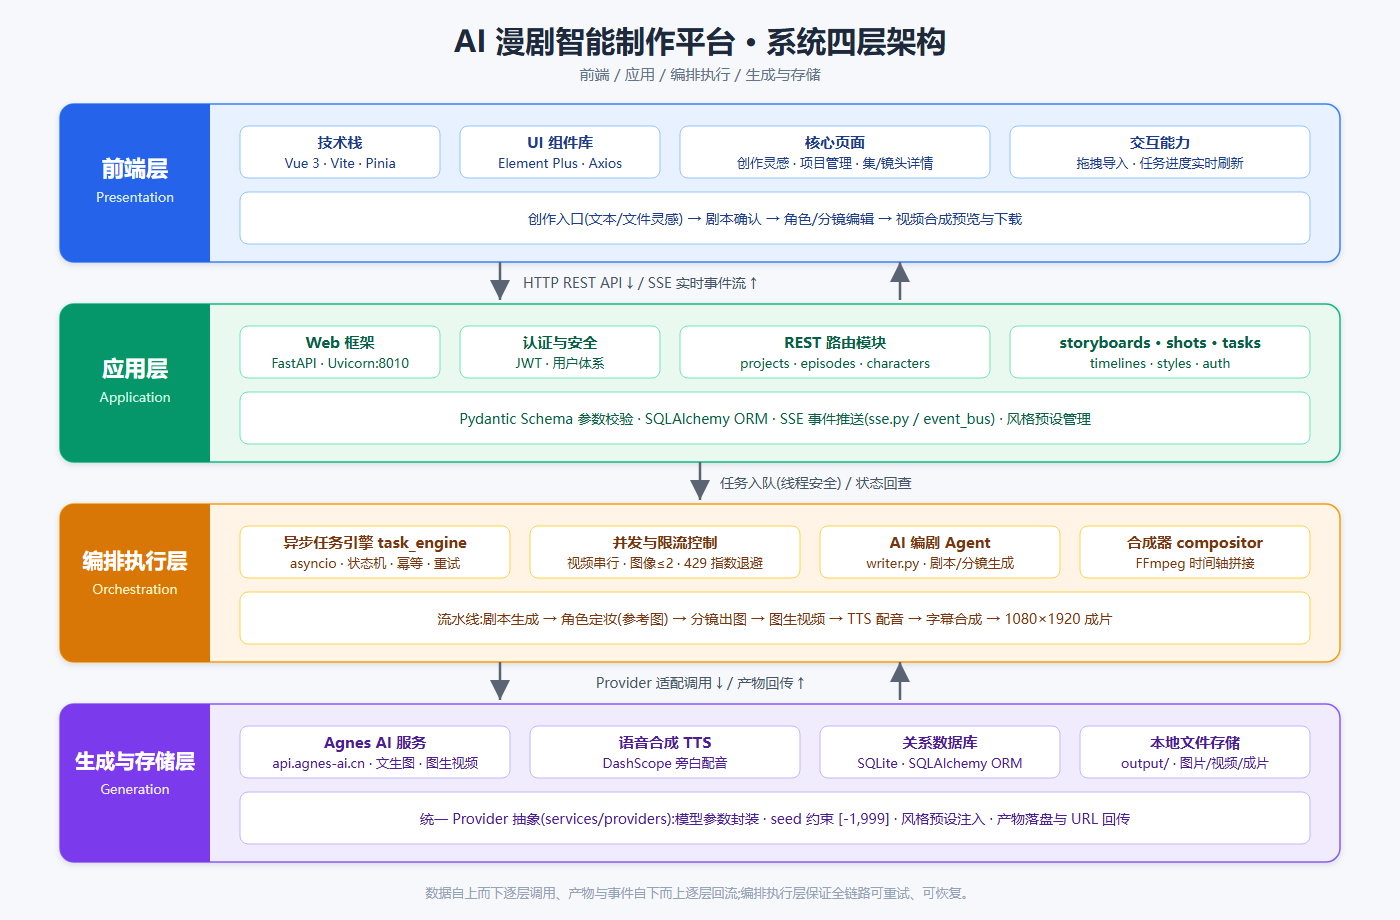 AI 漫剧智能制作平台 • 系统四层架构
前端 / 应用 / 编排执行 / 生成与存储
前端层
Presentation
技术栈
Vue 3 · Vite · Pinia
UI 组件库
Element Plus · Axios
核心页面
创作灵感 · 项目管理 · 集/镜头详情
交互能力
拖拽导入 · 任务进度实时刷新
创作入口(文本/文件灵感) → 剧本确认 → 角色/分镜编辑 → 视频合成预览与下载
HTTP REST API ↓ / SSE 实时事件流 ↑
应用层
Application
Web 框架
FastAPI · Uvicorn:8010
认证与安全
JWT · 用户体系
REST 路由模块
projects · episodes · characters
storyboards • shots • tasks
timelines · styles · auth
Pydantic Schema 参数校验 · SQLAlchemy ORM · SSE 事件推送(sse.py / event_bus) · 风格预设管理
任务入队(线程安全) / 状态回查
编排执行层
Orchestration
异步任务引擎 task_engine
asyncio · 状态机 · 幂等 · 重试
并发与限流控制
视频串行 · 图像≤2 · 429 指数退避
AI 编剧 Agent
writer.py · 剧本/分镜生成
合成器 compositor
FFmpeg 时间轴拼接
流水线:剧本生成 → 角色定妆(参考图) → 分镜出图 → 图生视频 → TTS 配音 → 字幕合成 → 1080×1920 成片
Provider 适配调用 ↓ / 产物回传 ↑
生成与存储层
Generation
Agnes AI 服务
api.agnes-ai.cn · 文生图 · 图生视频
语音合成 TTS
DashScope 旁白配音
关系数据库
SQLite · SQLAlchemy ORM
本地文件存储
output/ · 图片/视频/成片
统一 Provider 抽象(services/providers):模型参数封装 · seed 约束 [-1,999] · 风格预设注入 · 产物落盘与 URL 回传
数据自上而下逐层调用、产物与事件自下而上逐层回流;编排执行层保证全链路可重试、可恢复。